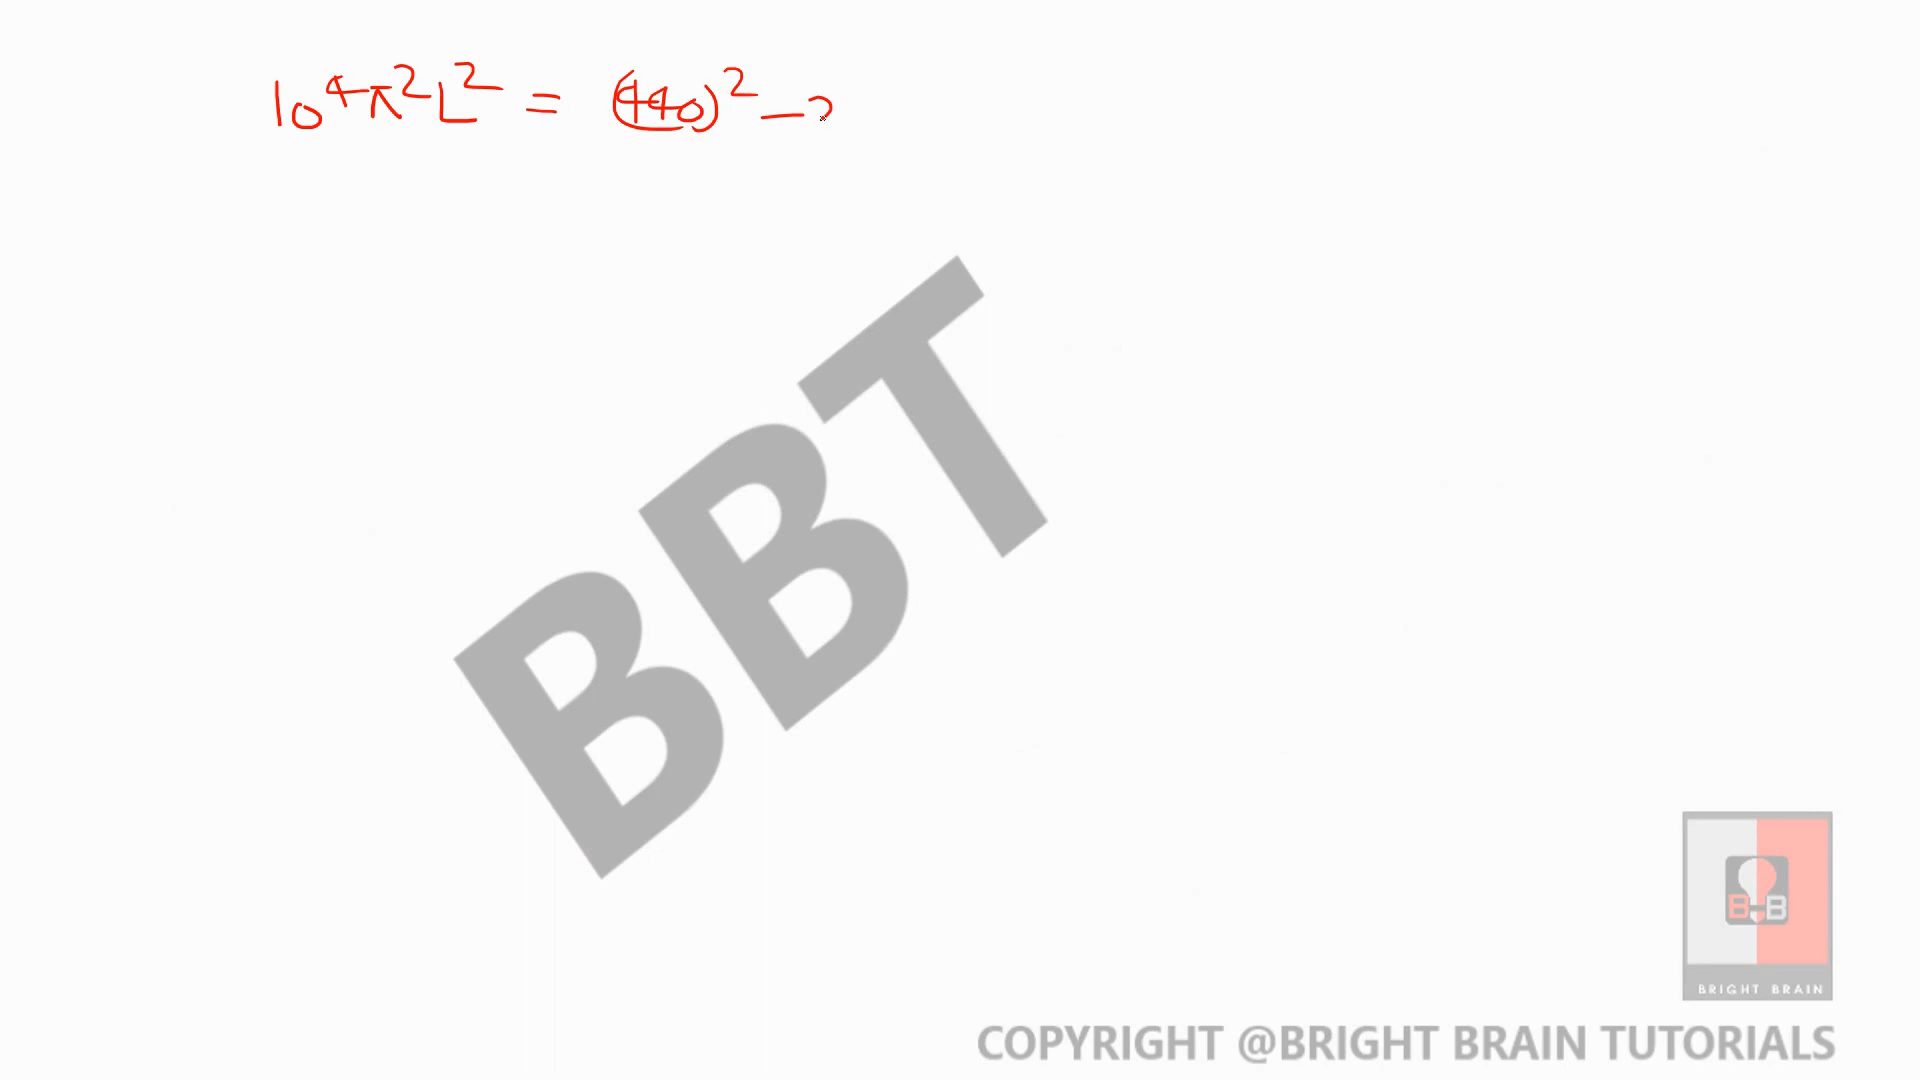 10⁴π²L² = (440)² –
BBT
B B
BRIGHT BRAIN
COPYRIGHT @BRIGHT BRAIN TUTORIALS